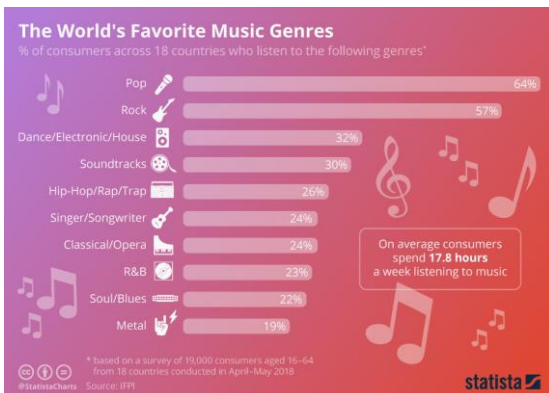 The World's Favorite Music Genres
% of consumers across 18 countries who listen to the following genres*
Pop 64%
Rock 57%
Dance/Electronic/House 32%
Soundtracks 30%
Hip-Hop/Rap/Trap 26%
Singer/Songwriter 24%
Classical/Opera 24%
R&B 23%
Soul/Blues 22%
Metal 19%
On average consumers
spend 17.8 hours
a week listening to music
* based on a survey of 19,000 consumers aged 16–64
from 18 countries conducted in April–May 2018
@StatistaCharts Source: IFPI
statista